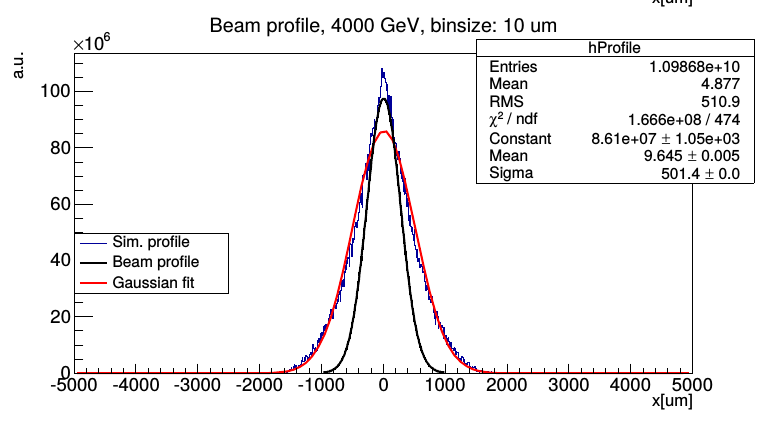 x[um]
Beam profile, 4000 GeV, binsize: 10 um
×10⁶
a.u.
hProfile
Entries 1.09868e+10
Mean 4.877
RMS 510.9
χ² / ndf 1.666e+08 / 474
Constant 8.61e+07 ± 1.05e+03
Mean 9.645 ± 0.005
Sigma 501.4 ± 0.0
100
80
60
40
20
0
Sim. profile
Beam profile
Gaussian fit
-5000 -4000 -3000 -2000 -1000 0 1000 2000 3000 4000 5000
x[um]